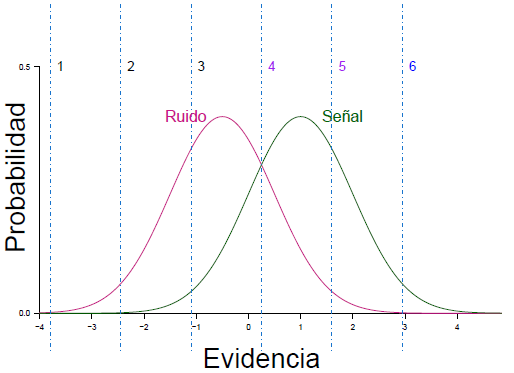 0.5 1 2 3 4 5 6
Ruido Señal
Probabilidad
0.0
−4 −3 −2 −1 0 1 2 3 4
Evidencia